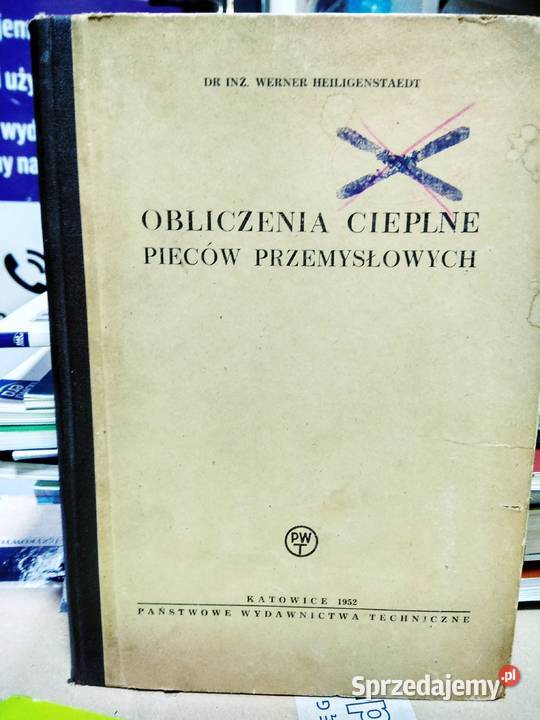 DR INŻ. WERNER HEILIGENSTAEDT
OBLICZENIA CIEPLNE
PIECÓW PRZEMYSŁOWYCH
PWT
KATOWICE 1952
PAŃSTWOWE WYDAWNICTWA TECHNICZNE
Sprzedajemy.pl